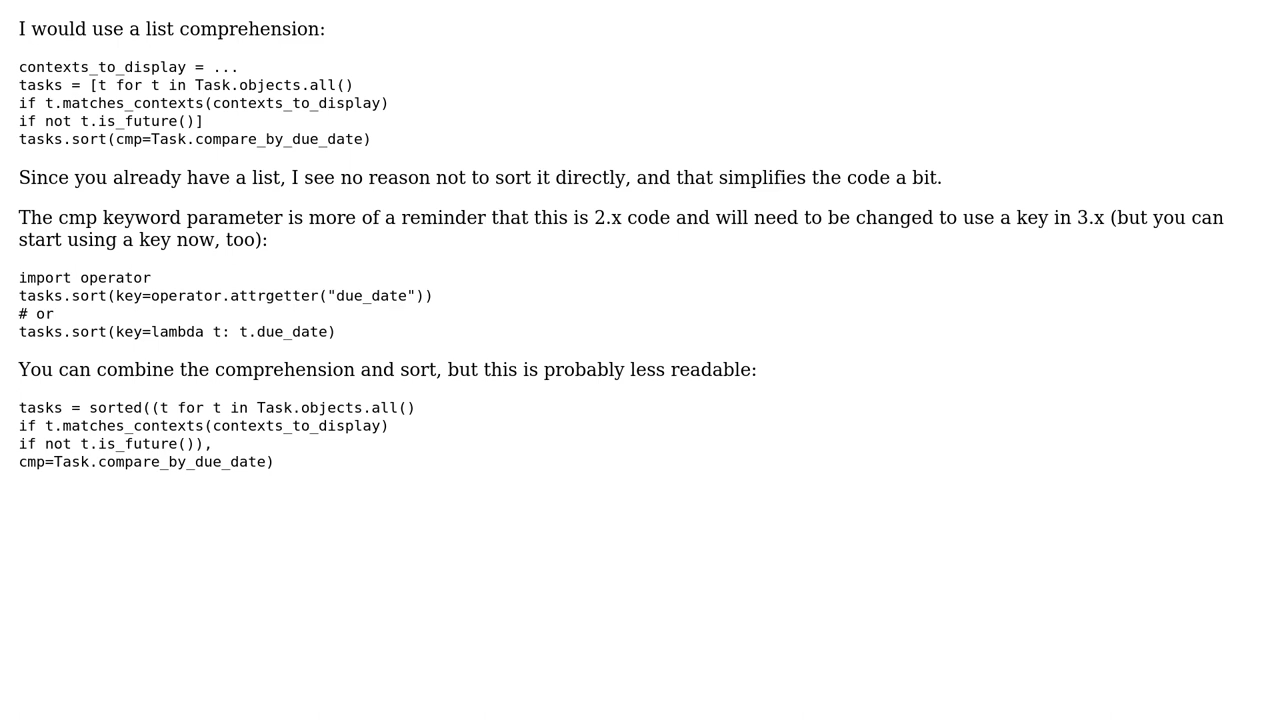 I would use a list comprehension:
contexts_to_display = ...
tasks = [t for t in Task.objects.all()
if t.matches_contexts(contexts_to_display)
if not t.is_future()]
tasks.sort(cmp=Task.compare_by_due_date)
Since you already have a list, I see no reason not to sort it directly, and that simplifies the code a bit.
The cmp keyword parameter is more of a reminder that this is 2.x code and will need to be changed to use a key in 3.x (but you can
start using a key now, too):
import operator
tasks.sort(key=operator.attrgetter("due_date"))
# or
tasks.sort(key=lambda t: t.due_date)
You can combine the comprehension and sort, but this is probably less readable:
tasks = sorted((t for t in Task.objects.all()
if t.matches_contexts(contexts_to_display)
if not t.is_future()),
cmp=Task.compare_by_due_date)